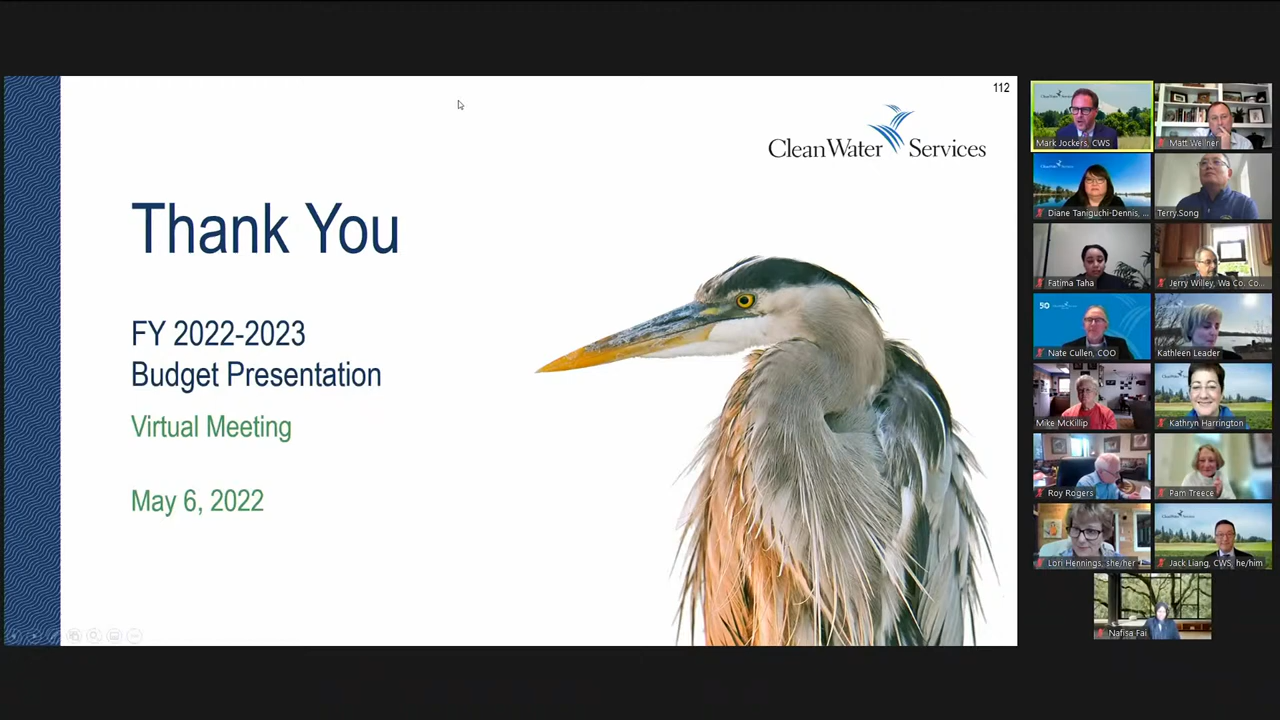 112
CleanWater Services
Thank You
FY 2022-2023
Budget Presentation
Virtual Meeting
May 6, 2022
Mark Jockers, CWS
Matt Wellner
Diane Taniguchi-Dennis, ...
Terry.Song
Fatima Taha
Jerry Willey, Wa Co. Co...
50
Nate Cullen, COO
Kathleen Leader
Mike McKillip
Kathryn Harrington
Roy Rogers
Pam Treece
Lori Hennings, she/her
Jack Liang, CWS, he/him
Nafisa Fai